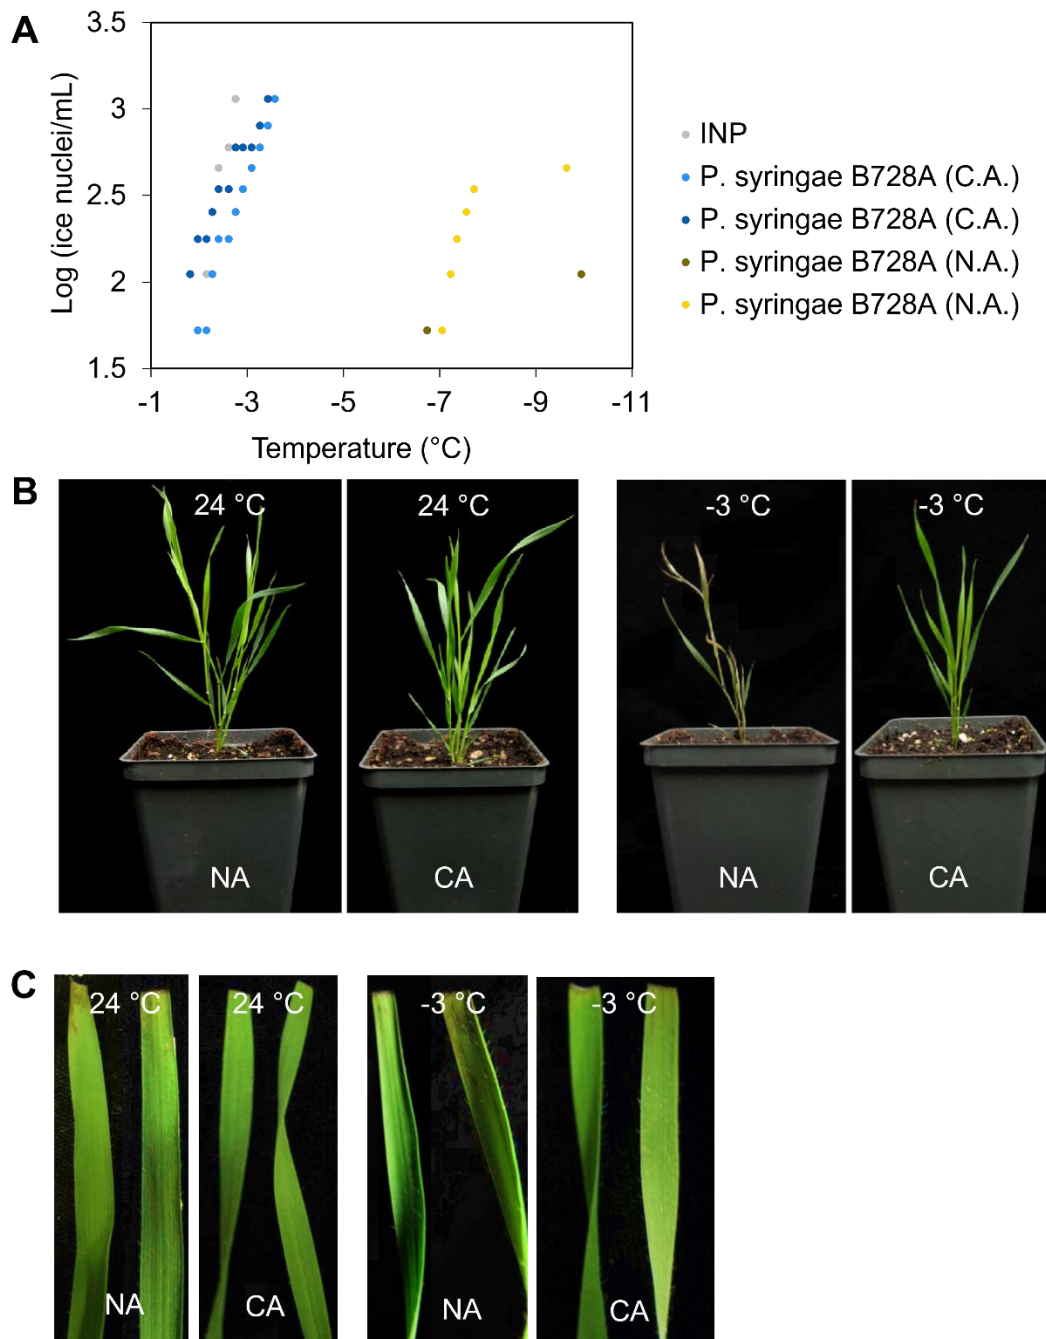 A
3.5
3
2.5
2
1.5
Log (ice nuclei/mL)
-1 -3 -5 -7 -9 -11
Temperature (°C)
INP
P. syringae B728A (C.A.)
P. syringae B728A (C.A.)
P. syringae B728A (N.A.)
P. syringae B728A (N.A.)
B
24 °C 24 °C -3 °C -3 °C
NA CA NA CA
C
24 °C 24 °C -3 °C -3 °C
NA CA NA CA